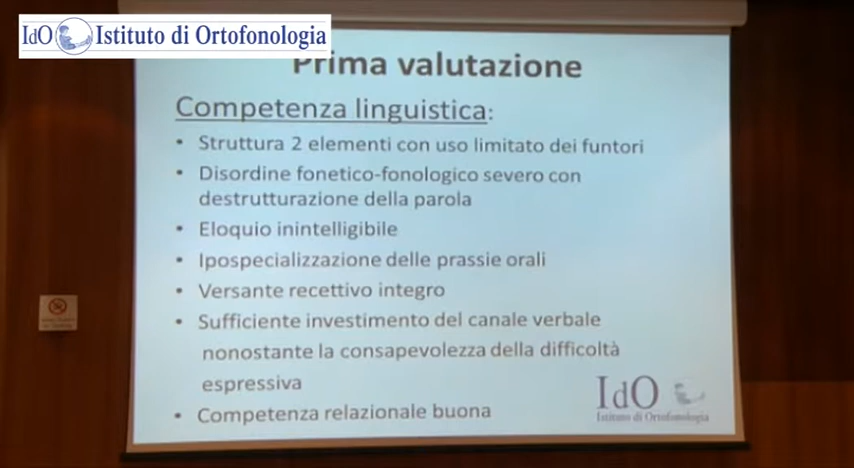 IdO Istituto di Ortofonologia
Prima valutazione
Competenza linguistica:
• Struttura 2 elementi con uso limitato dei funtori
• Disordine fonetico-fonologico severo con
destrutturazione della parola
• Eloquio inintelligibile
• Ipospecializzazione delle prassie orali
• Versante recettivo integro
• Sufficiente investimento del canale verbale
nonostante la consapevolezza della difficoltà
espressiva
• Competenza relazionale buona
IdO
Istituto di Ortofonologia